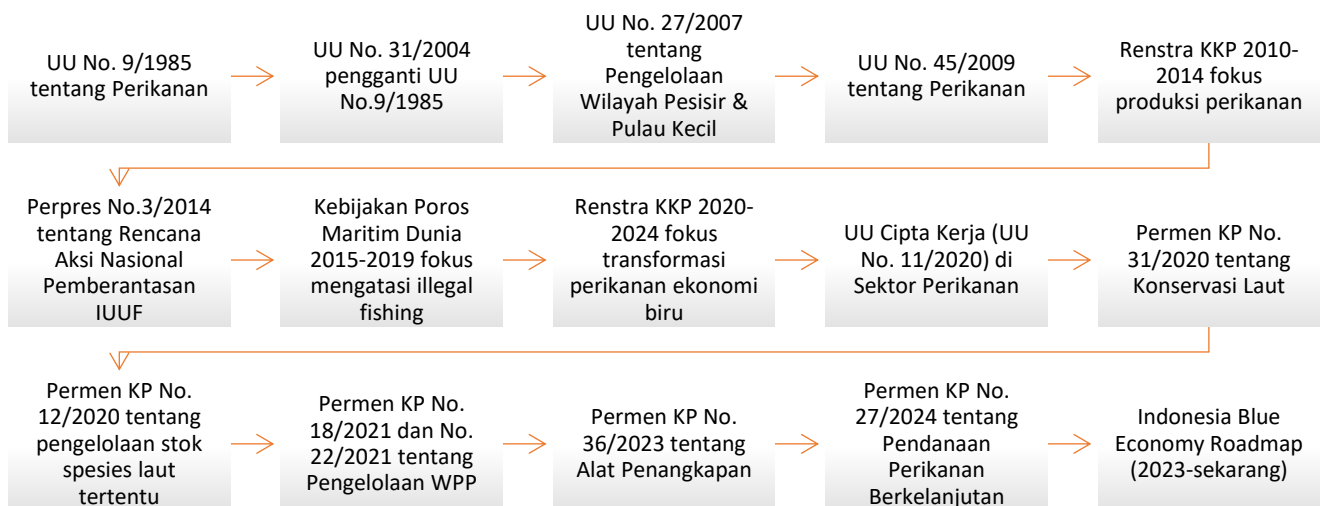 UU No. 9/1985
tentang Perikanan
UU No. 31/2004
pengganti UU
No.9/1985
UU No. 27/2007
tentang
Pengelolaan
Wilayah Pesisir &
Pulau Kecil
UU No. 45/2009
tentang Perikanan
Renstra KKP 2010-
2014 fokus
produksi perikanan
Perpres No.3/2014
tentang Rencana
Aksi Nasional
Pemberantasan
IUUF
Kebijakan Poros
Maritim Dunia
2015-2019 fokus
mengatasi illegal
fishing
Renstra KKP 2020-
2024 fokus
transformasi
perikanan ekonomi
biru
UU Cipta Kerja (UU
No. 11/2020) di
Sektor Perikanan
Permen KP No.
31/2020 tentang
Konservasi Laut
Permen KP No.
12/2020 tentang
pengelolaan stok
spesies laut
tertentu
Permen KP No.
18/2021 dan No.
22/2021 tentang
Pengelolaan WPP
Permen KP No.
36/2023 tentang
Alat Penangkapan
Permen KP No.
27/2024 tentang
Pendanaan
Perikanan
Berkelanjutan
Indonesia Blue
Economy Roadmap
(2023-sekarang)